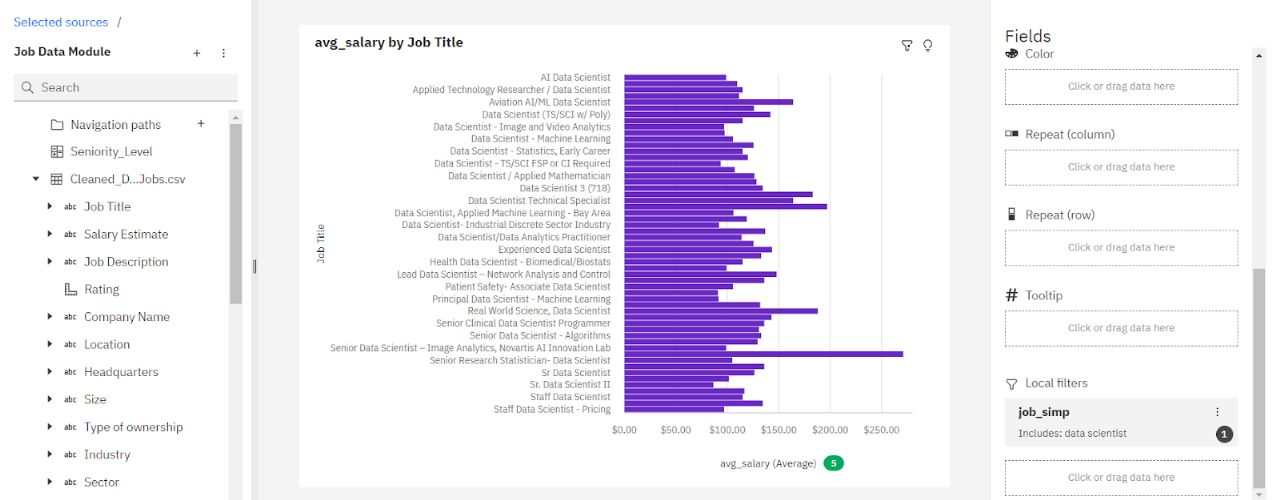 Selected sources /
Job Data Module
Search
Navigation paths
Seniority_Level
Cleaned_D...Jobs.csv
abc Job Title
abc Salary Estimate
abc Job Description
Rating
abc Company Name
abc Location
abc Headquarters
abc Size
abc Type of ownership
abc Industry
abc Sector
avg_salary by Job Title
Job Title
AI Data Scientist
Applied Technology Researcher / Data Scientist
Aviation AI/ML Data Scientist
Data Scientist (TS/SCI w/ Poly)
Data Scientist - Image and Video Analytics
Data Scientist - Machine Learning
Data Scientist - Statistics, Early Career
Data Scientist - TS/SCI FSP or CI Required
Data Scientist / Applied Mathematician
Data Scientist 3 (718)
Data Scientist Technical Specialist
Data Scientist, Applied Machine Learning - Bay Area
Data Scientist- Industrial Discrete Sector Industry
Data Scientist/Data Analytics Practitioner
Experienced Data Scientist
Health Data Scientist - Biomedical/Biostats
Lead Data Scientist – Network Analysis and Control
Patient Safety- Associate Data Scientist
Principal Data Scientist - Machine Learning
Real World Science, Data Scientist
Senior Clinical Data Scientist Programmer
Senior Data Scientist - Algorithms
Senior Data Scientist – Image Analytics, Novartis AI Innovation Lab
Senior Research Statistician- Data Scientist
Sr Data Scientist
Sr. Data Scientist II
Staff Data Scientist
Staff Data Scientist - Pricing
$0.00 $50.00 $100.00 $150.00 $200.00 $250.00
avg_salary (Average) 5
Fields
Color
Click or drag data here
Repeat (column)
Click or drag data here
Repeat (row)
Click or drag data here
Tooltip
Click or drag data here
Local filters
job_simp
Includes: data scientist 1
Click or drag data here